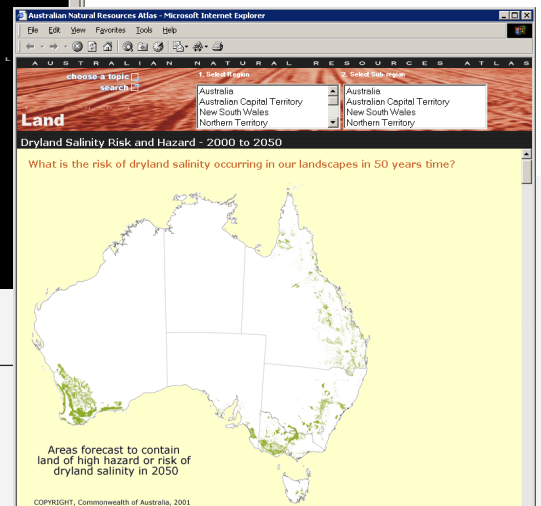 Australian Natural Resources Atlas - Microsoft Internet Explorer
File Edit View Favorites Tools Help
AUSTRALIAN NATURAL RESOURCES ATLAS
choose a topic
search
1. Select Region
2. Select Sub-region
Australia
Australian Capital Territory
New South Wales
Northern Territory
Australia
Australian Capital Territory
New South Wales
Northern Territory
Land
Dryland Salinity Risk and Hazard - 2000 to 2050
What is the risk of dryland salinity occurring in our landscapes in 50 years time?
Areas forecast to contain
land of high hazard or risk of
dryland salinity in 2050
COPYRIGHT, Commonwealth of Australia, 2001